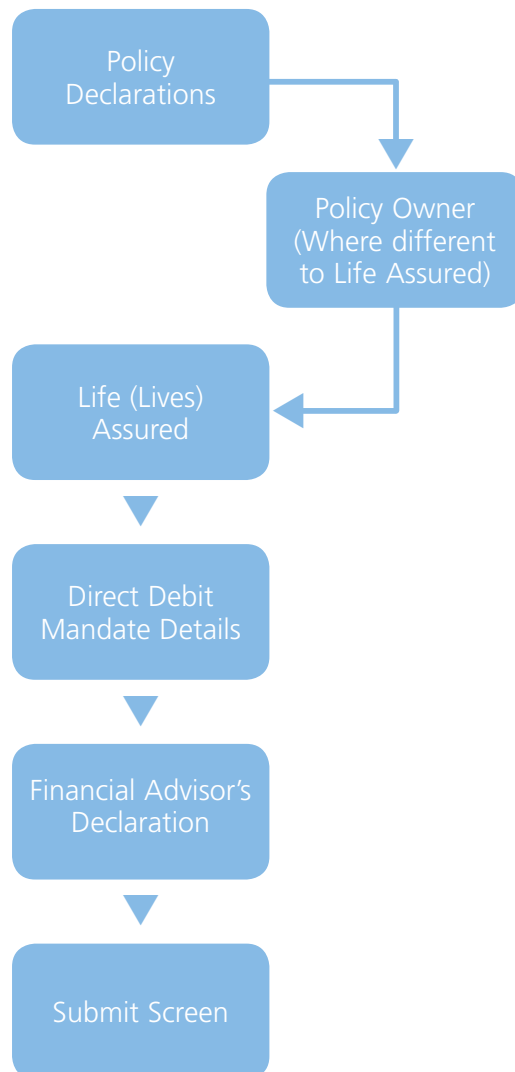 Policy
Declarations
Policy Owner
(Where different
to Life Assured)
Life (Lives)
Assured
Direct Debit
Mandate Details
Financial Advisor’s
Declaration
Submit Screen